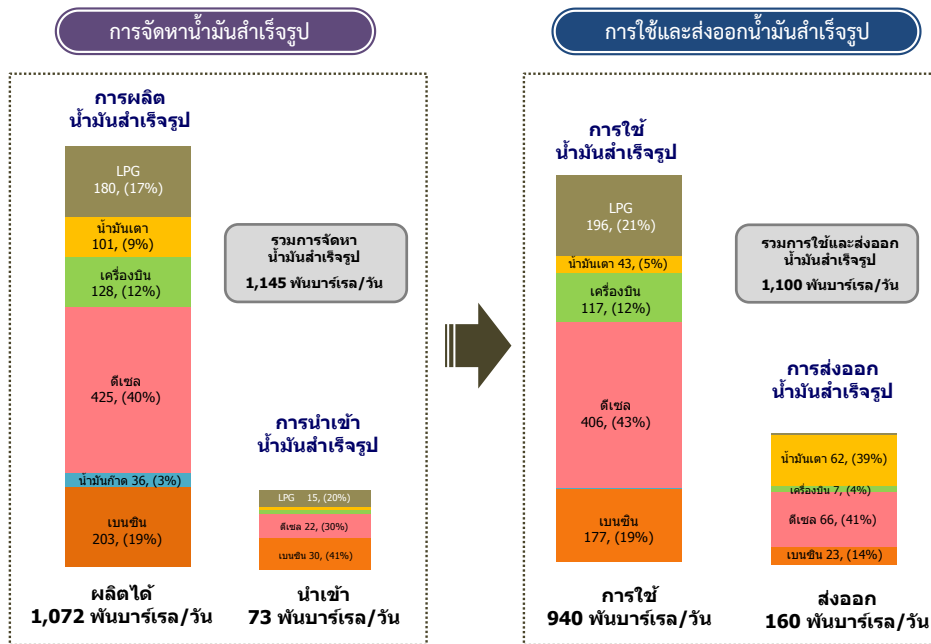 การจัดหาน้ำมันสำเร็จรูป
การผลิต
น้ำมันสำเร็จรูป
LPG
180, (17%)
น้ำมันเตา
101, (9%)
เครื่องบิน
128, (12%)
ดีเซล
425, (40%)
น้ำมันก๊าด 36, (3%)
เบนซิน
203, (19%)
ผลิตได้
1,072 พันบาร์เรล/วัน
รวมการจัดหา
น้ำมันสำเร็จรูป
1,145 พันบาร์เรล/วัน
การนำเข้า
น้ำมันสำเร็จรูป
LPG 15, (20%)
ดีเซล 22, (30%)
เบนซิน 30, (41%)
นำเข้า
73 พันบาร์เรล/วัน
การใช้และส่งออกน้ำมันสำเร็จรูป
การใช้
น้ำมันสำเร็จรูป
LPG
196, (21%)
น้ำมันเตา 43, (5%)
เครื่องบิน
117, (12%)
ดีเซล
406, (43%)
เบนซิน
177, (19%)
การใช้
940 พันบาร์เรล/วัน
รวมการใช้และส่งออก
น้ำมันสำเร็จรูป
1,100 พันบาร์เรล/วัน
การส่งออก
น้ำมันสำเร็จรูป
น้ำมันเตา 62, (39%)
เครื่องบิน 7, (4%)
ดีเซล 66, (41%)
เบนซิน 23, (14%)
ส่งออก
160 พันบาร์เรล/วัน